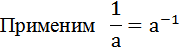 Применим 1/a = a⁻¹